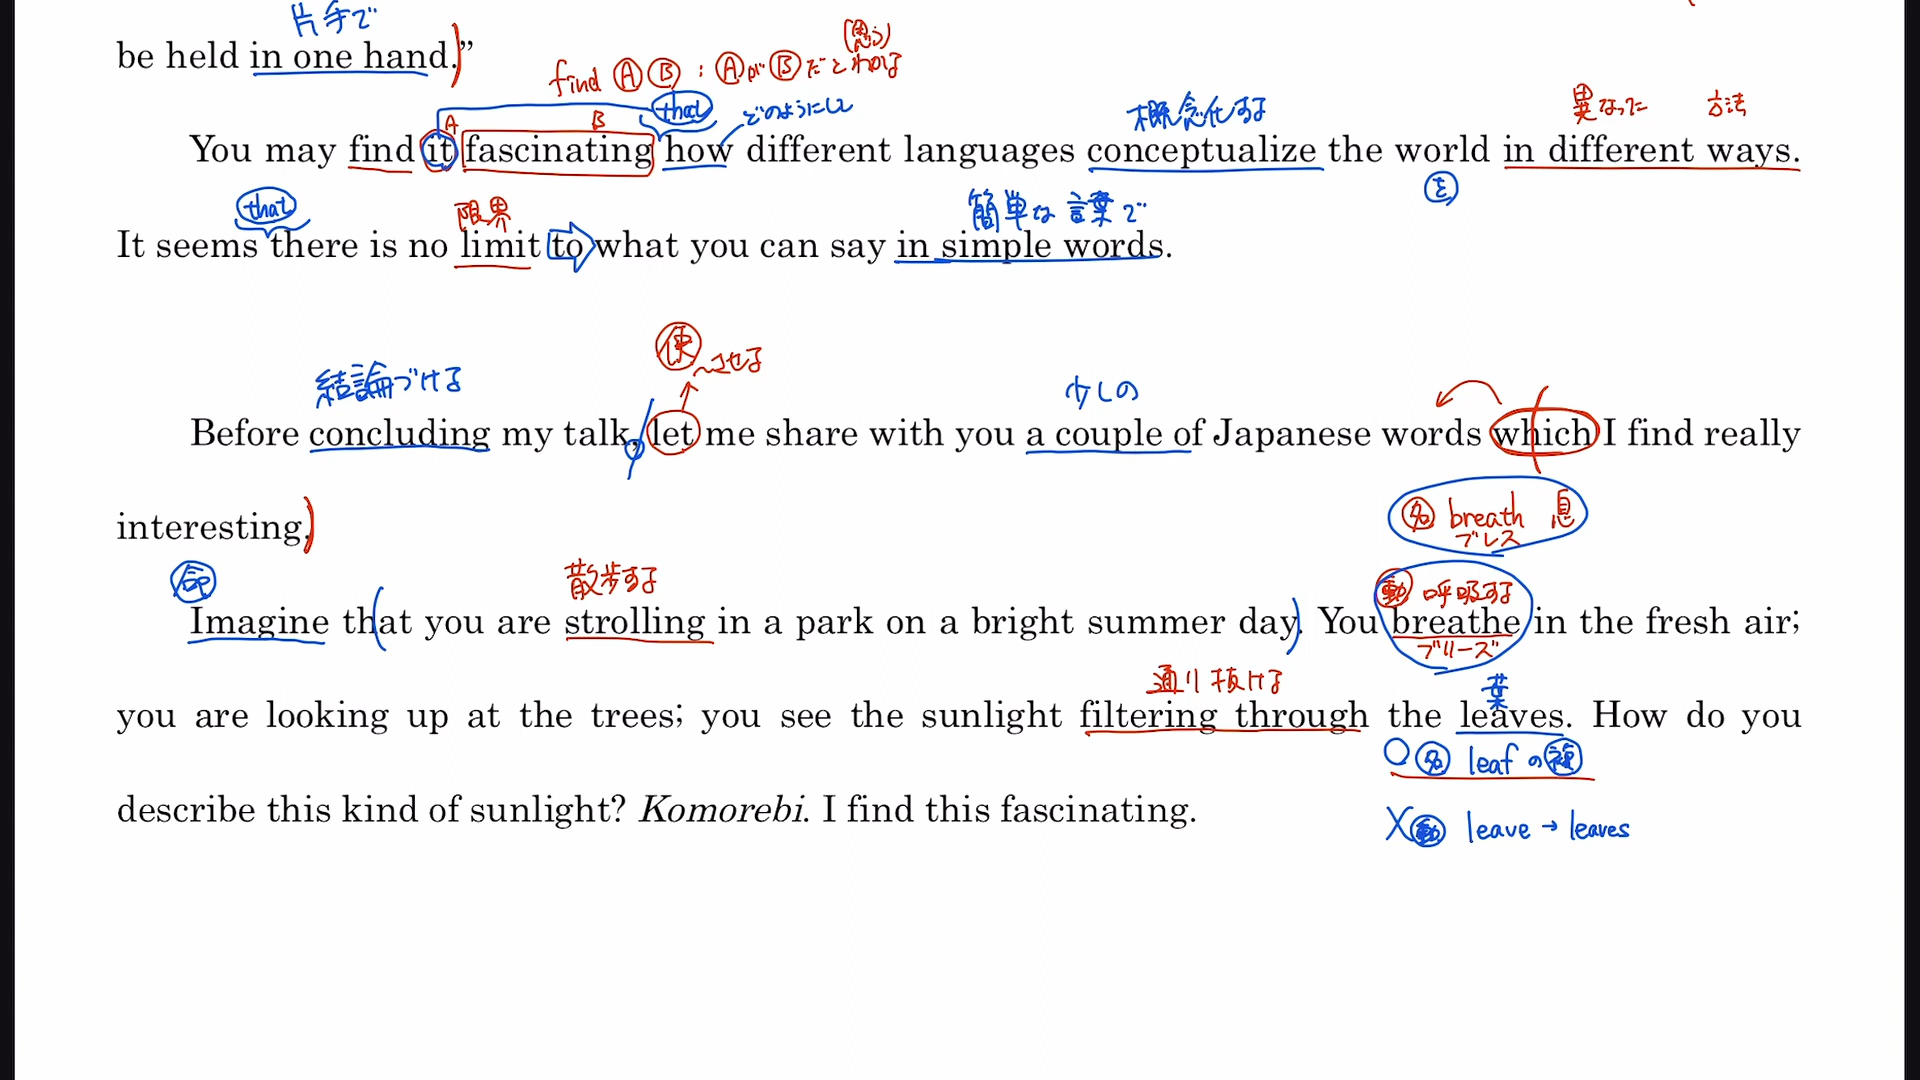 片手で
be held in one hand.”
find Ⓐ Ⓑ : Ⓐが Ⓑ だとわかる
(思う)
A B that どのようにして 概念化する 異なった 方法
You may find it fascinating how different languages conceptualize the world in different ways.
を
that 限界 簡単な言葉で
It seems there is no limit to what you can say in simple words.
使 〜させる
結論づける 少しの
Before concluding my talk, let me share with you a couple of Japanese words which I find really
名 breath 息
ブレス
interesting.
命 散歩する 動 呼吸する
Imagine that you are strolling in a park on a bright summer day. You breathe in the fresh air;
ブリーズ
通り抜ける 葉
you are looking up at the trees; you see the sunlight filtering through the leaves. How do you
○ 名 leaf の 複
describe this kind of sunlight? Komorebi. I find this fascinating.
X 動 leave → leaves